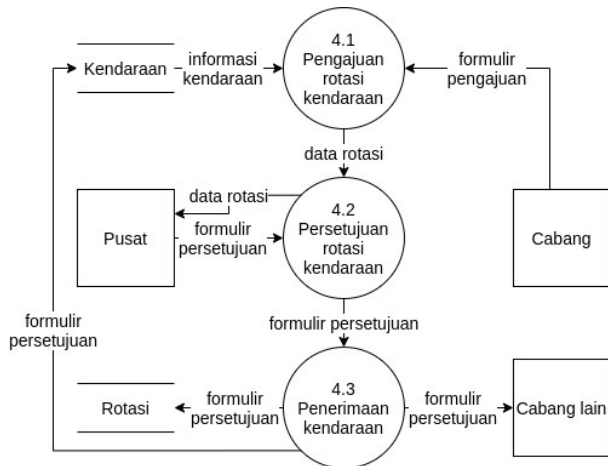 Kendaraan
informasi
kendaraan
4.1
Pengajuan
rotasi
kendaraan
formulir
pengajuan
data rotasi
Pusat
data rotasi
formulir
persetujuan
4.2
Persetujuan
rotasi
kendaraan
Cabang
formulir
persetujuan
formulir persetujuan
Rotasi
formulir
persetujuan
4.3
Penerimaan
kendaraan
formulir
persetujuan
Cabang lain